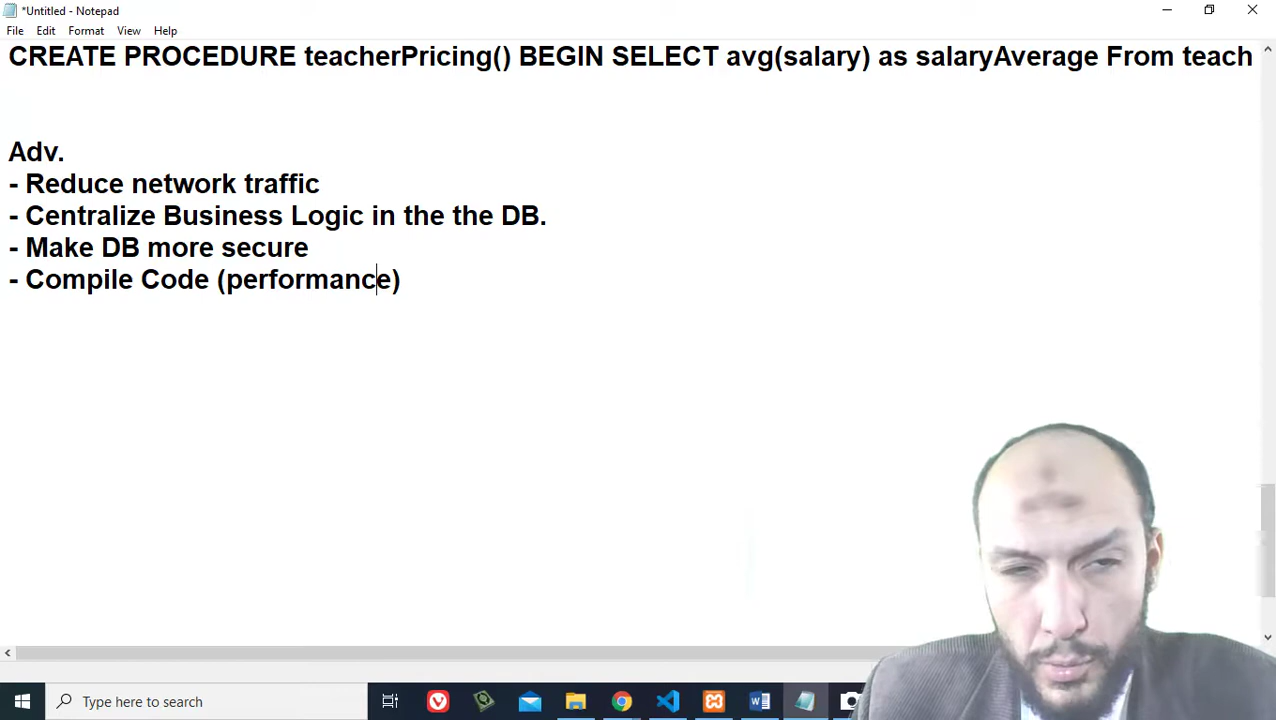 *Untitled - Notepad
File Edit Format View Help
CREATE PROCEDURE teacherPricing() BEGIN SELECT avg(salary) as salaryAverage From teach
Adv.
- Reduce network traffic
- Centralize Business Logic in the the DB.
- Make DB more secure
- Compile Code (performance)
Type here to search